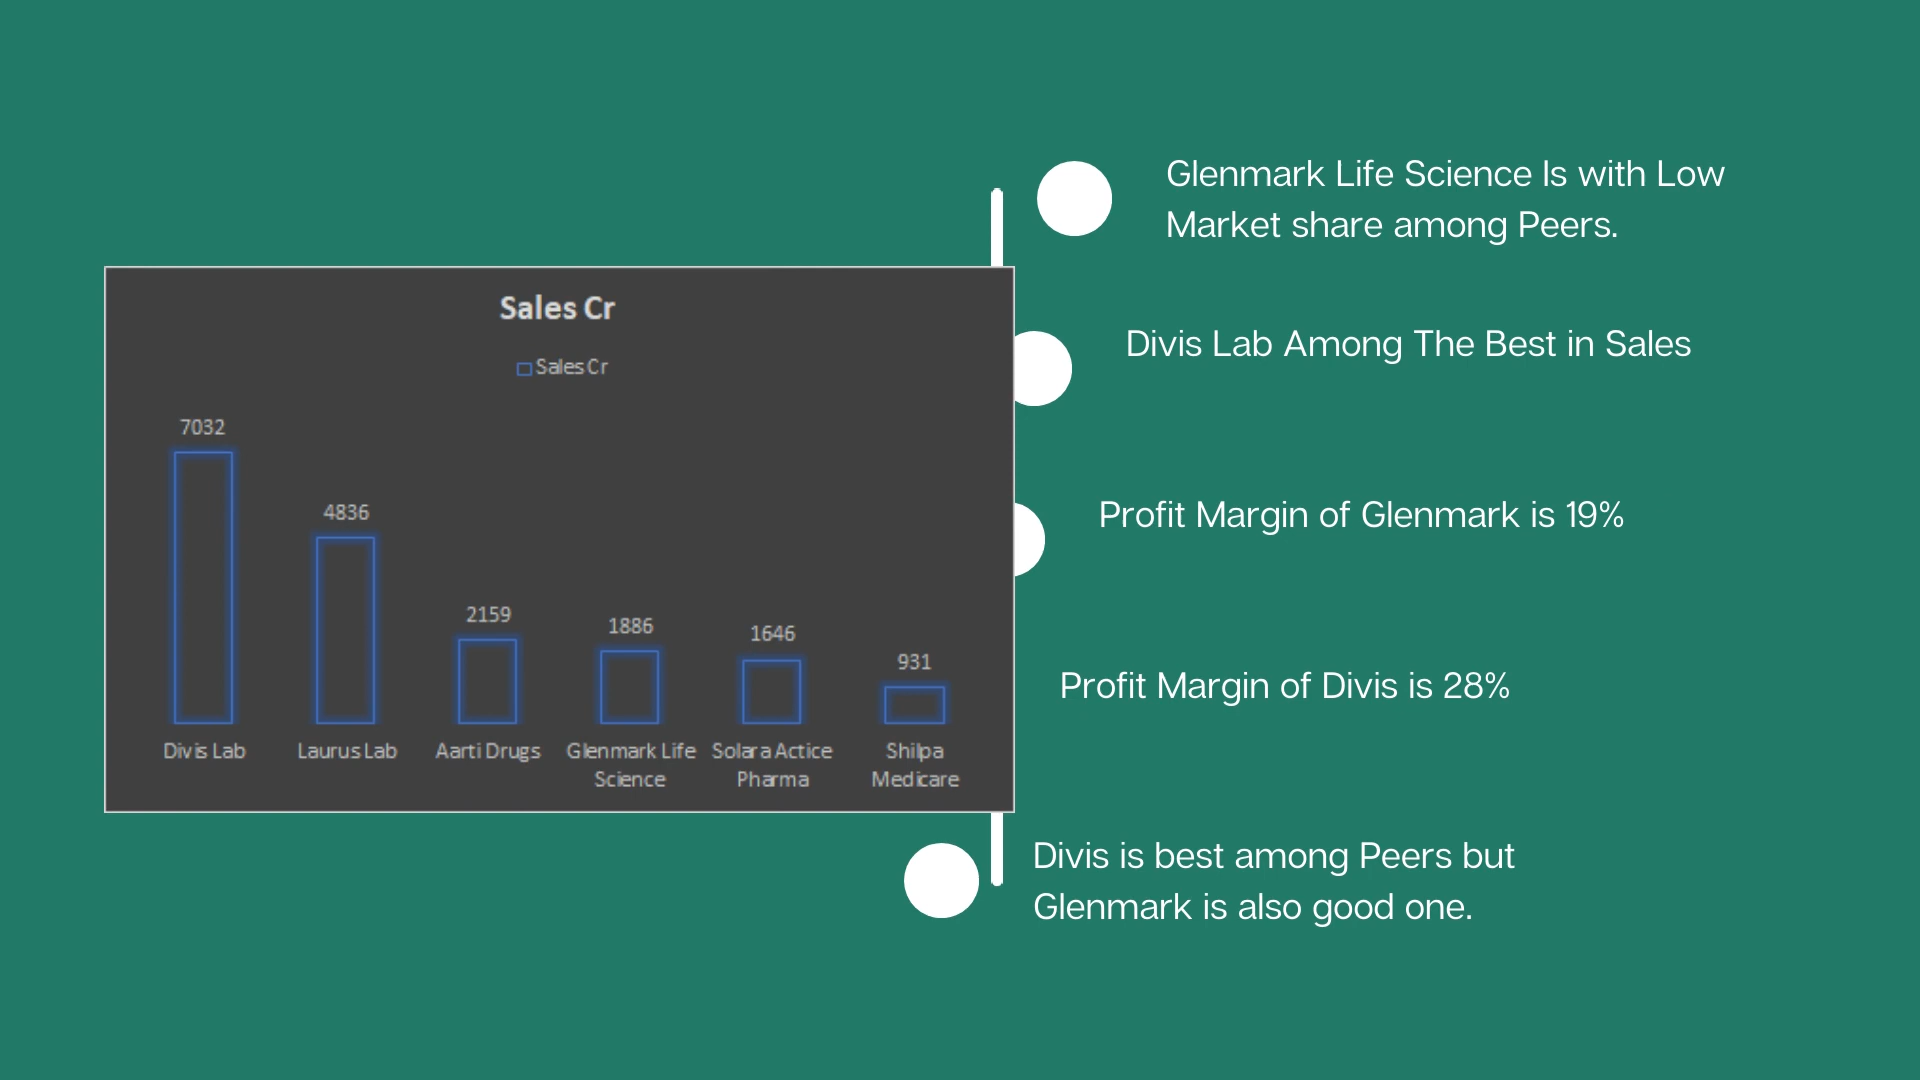 Sales Cr
Sales Cr
7032
4836
2159
1886
1646
931
Divis Lab
Laurus Lab
Aarti Drugs
Glenmark Life
Science
Solara Actice
Pharma
Shilpa
Medicare
Glenmark Life Science Is with Low
Market share among Peers.
Divis Lab Among The Best in Sales
Profit Margin of Glenmark is 19%
Profit Margin of Divis is 28%
Divis is best among Peers but
Glenmark is also good one.